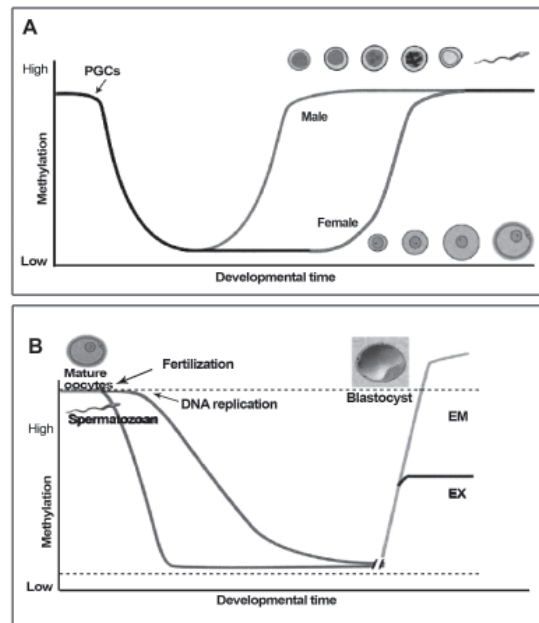 A
High
PGCs
Male
Methylation
Female
Low
Developmental time
B
Mature
oocytes
Fertilization
DNA replication
Spermatozoan
Blastocyst
High
EM
Methylation
EX
Low
Developmental time